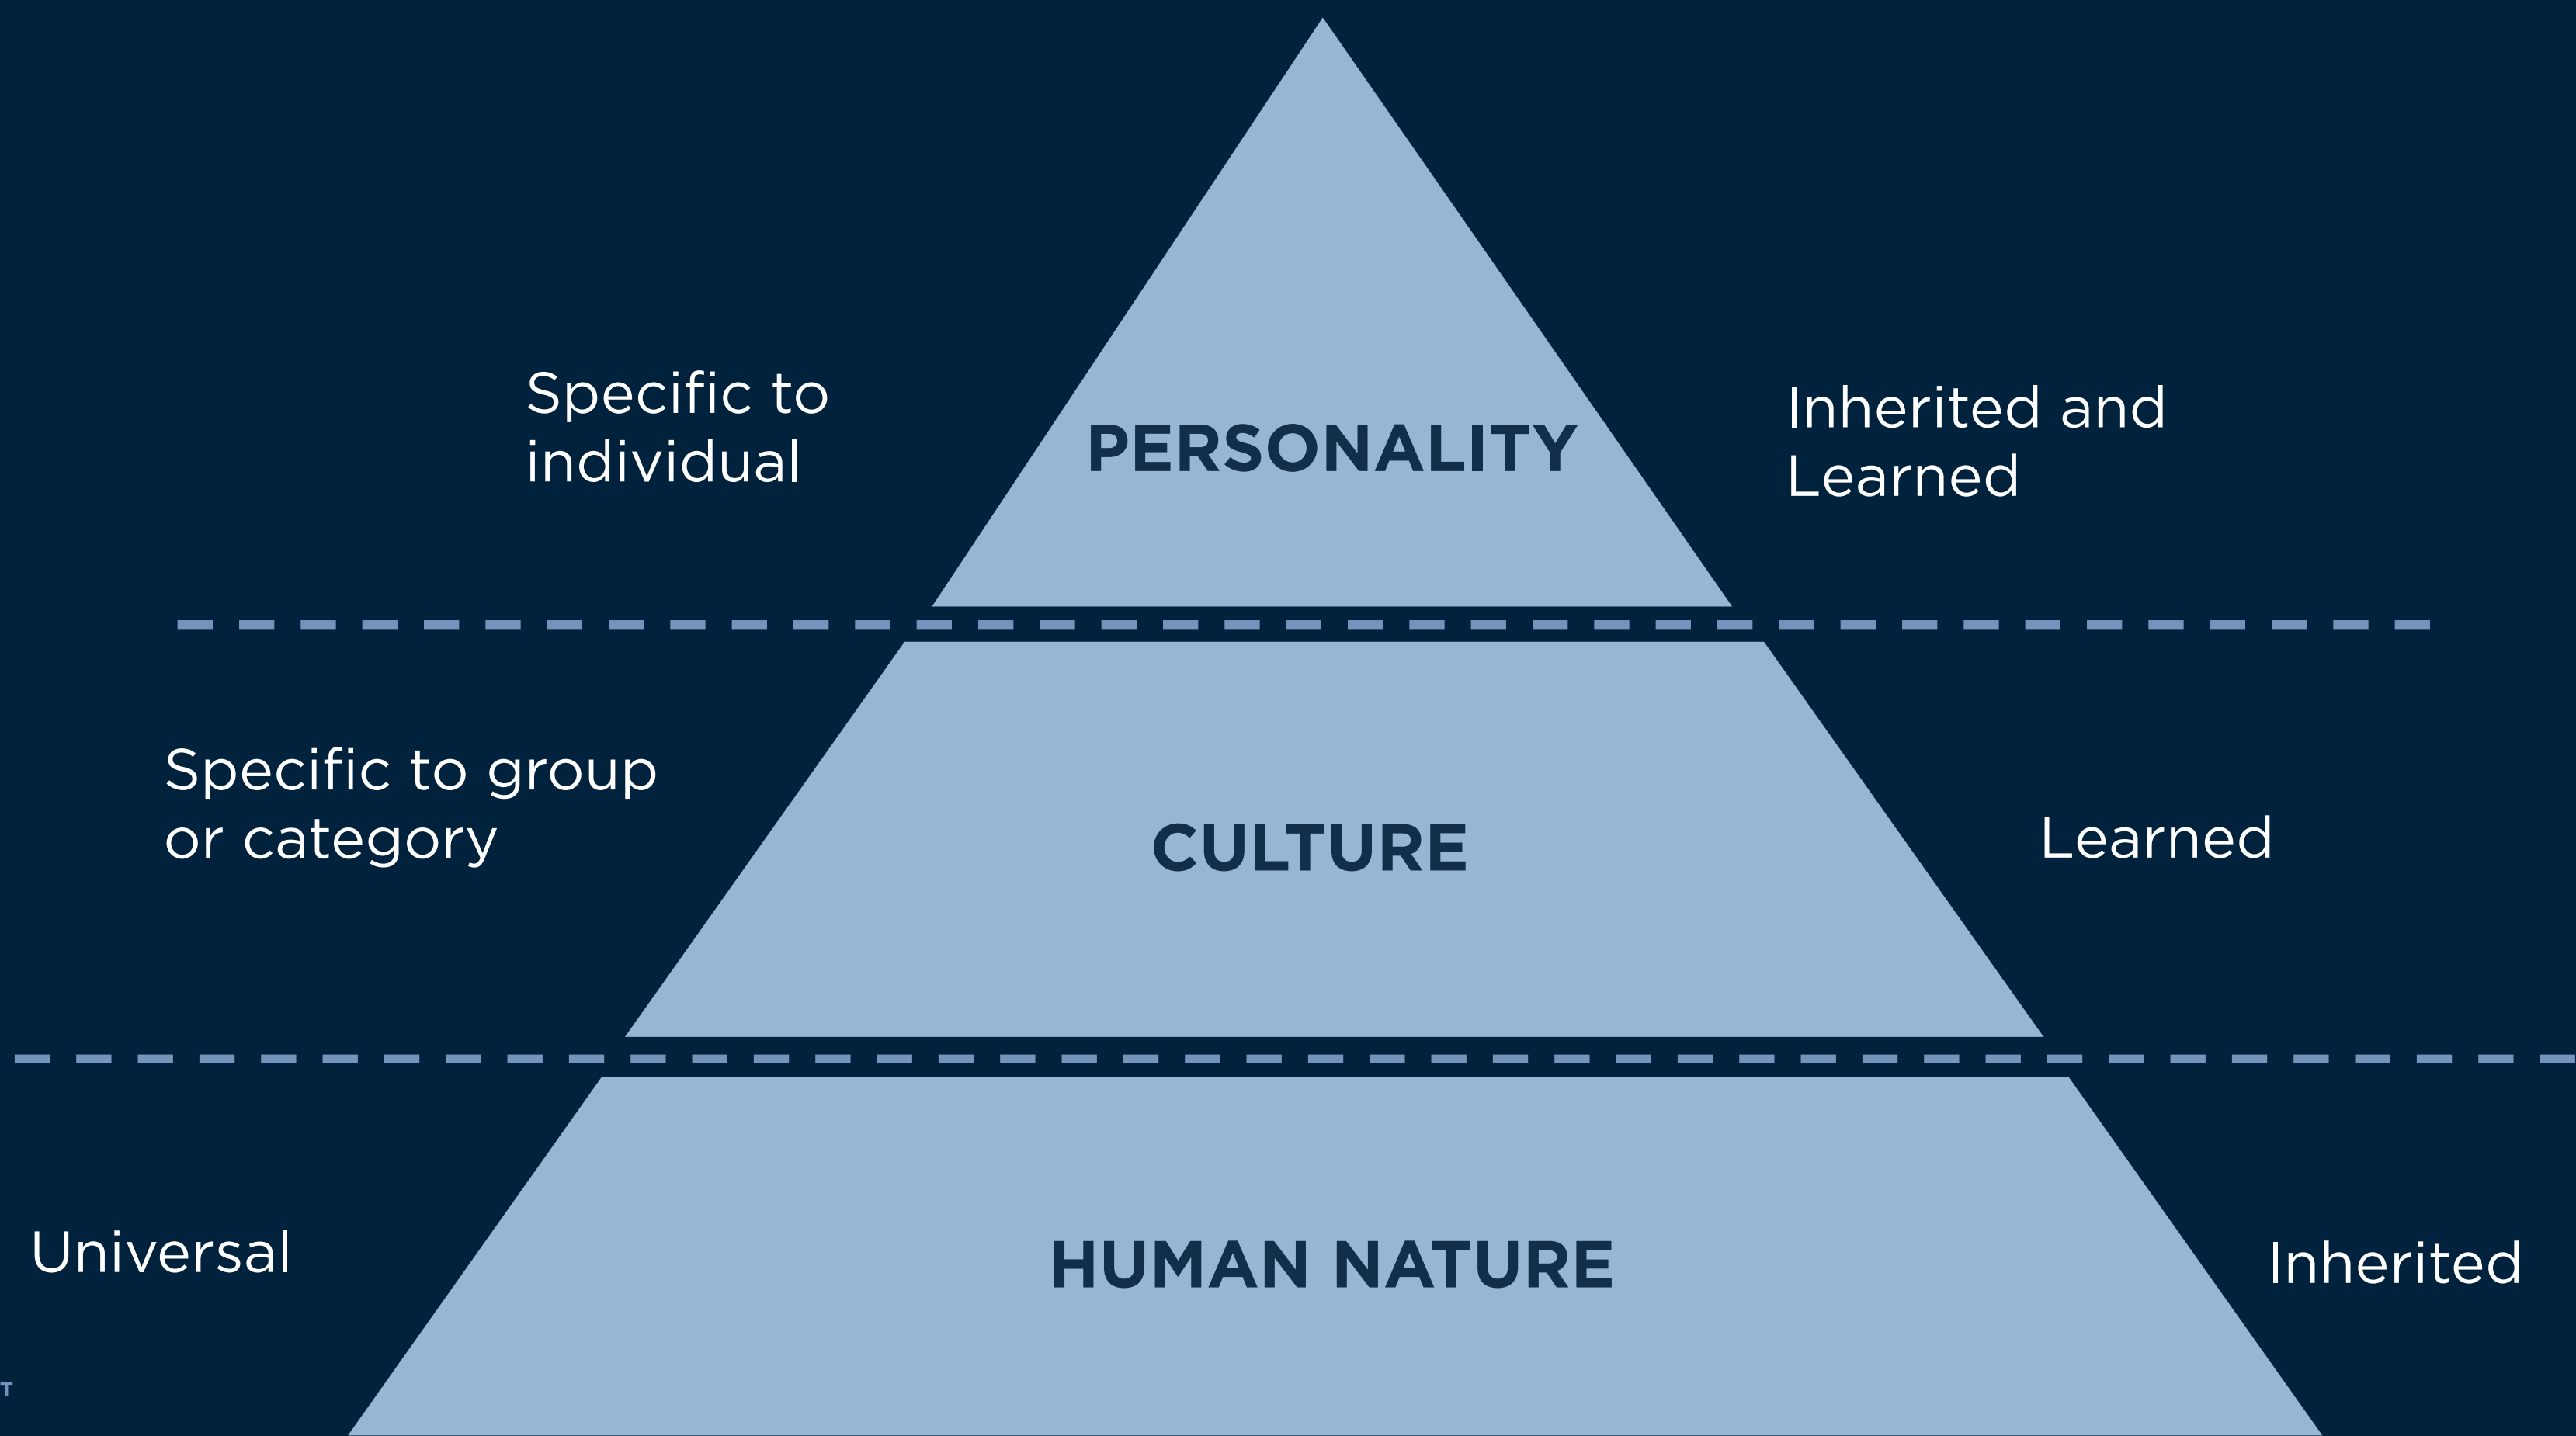 Specific to
individual
PERSONALITY
Inherited and
Learned
Specific to group
or category
CULTURE
Learned
Universal
HUMAN NATURE
Inherited
T